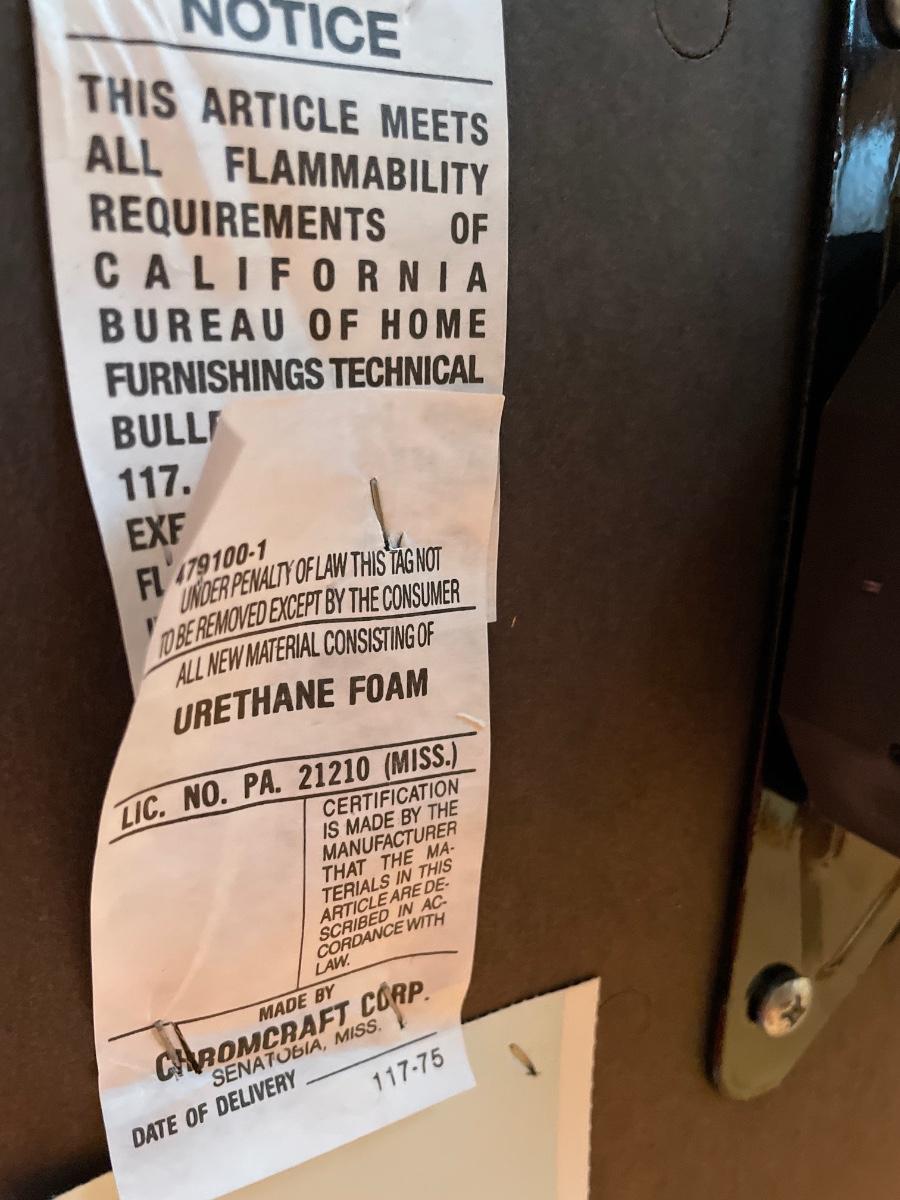 NOTICE
THIS ARTICLE MEETS
ALL FLAMMABILITY
REQUIREMENTS OF
CALIFORNIA
BUREAU OF HOME
FURNISHINGS TECHNICAL
117.
479100-1
UNDER PENALTY OF LAW THIS TAG NOT
TO BE REMOVED EXCEPT BY THE CONSUMER
ALL NEW MATERIAL CONSISTING OF
URETHANE FOAM
LIC. NO. PA. 21210 (MISS.)
CERTIFICATION
IS MADE BY THE
MANUFACTURER
THAT THE MA-
TERIALS IN THIS
ARTICLE ARE DE-
SCRIBED IN AC-
CORDANCE WITH
LAW.
MADE BY
CHROMCRAFT CORP.
SENATOBIA, MISS.
DATE OF DELIVERY
117-75